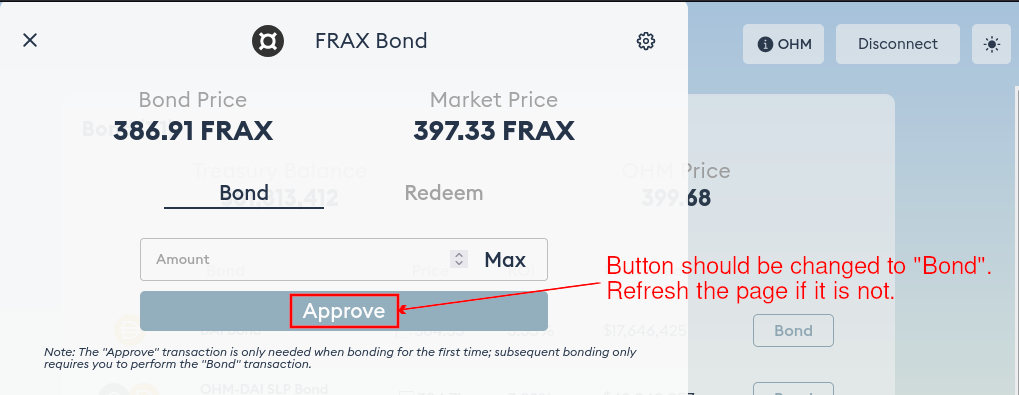 FRAX Bond
OHM
Disconnect
Bond Price
386.91 FRAX
Market Price
397.33 FRAX
Treasury Balance
OHM Price
399.68
Bond
Redeem
Amount
Max
Button should be changed to "Bond".
Refresh the page if it is not.
Approve
$17,646,425
Bond
Note: The "Approve" transaction is only needed when bonding for the first time; subsequent bonding only
requires you to perform the "Bond" transaction.
OHM-DAI SLP Bond